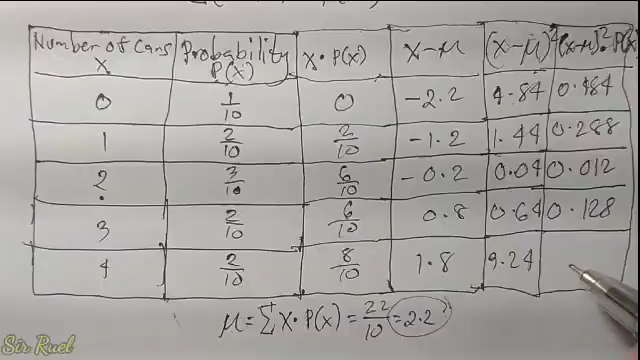 Number of Cans X | Probability P(X) | X • P(X) | X - μ | (X - μ)² | (X - μ)² • P(X)
0 | 1/10 | 0 | -2.2 | 4.84 | 0.484
1 | 2/10 | 2/10 | -1.2 | 1.44 | 0.288
2 | 3/10 | 6/10 | -0.2 | 0.04 | 0.012
3 | 2/10 | 6/10 | 0.8 | 0.64 | 0.128
4 | 2/10 | 8/10 | 1.8 | 9.24
μ = Σ X • P(X) = 22/10 = 2.2
Sir Ruel